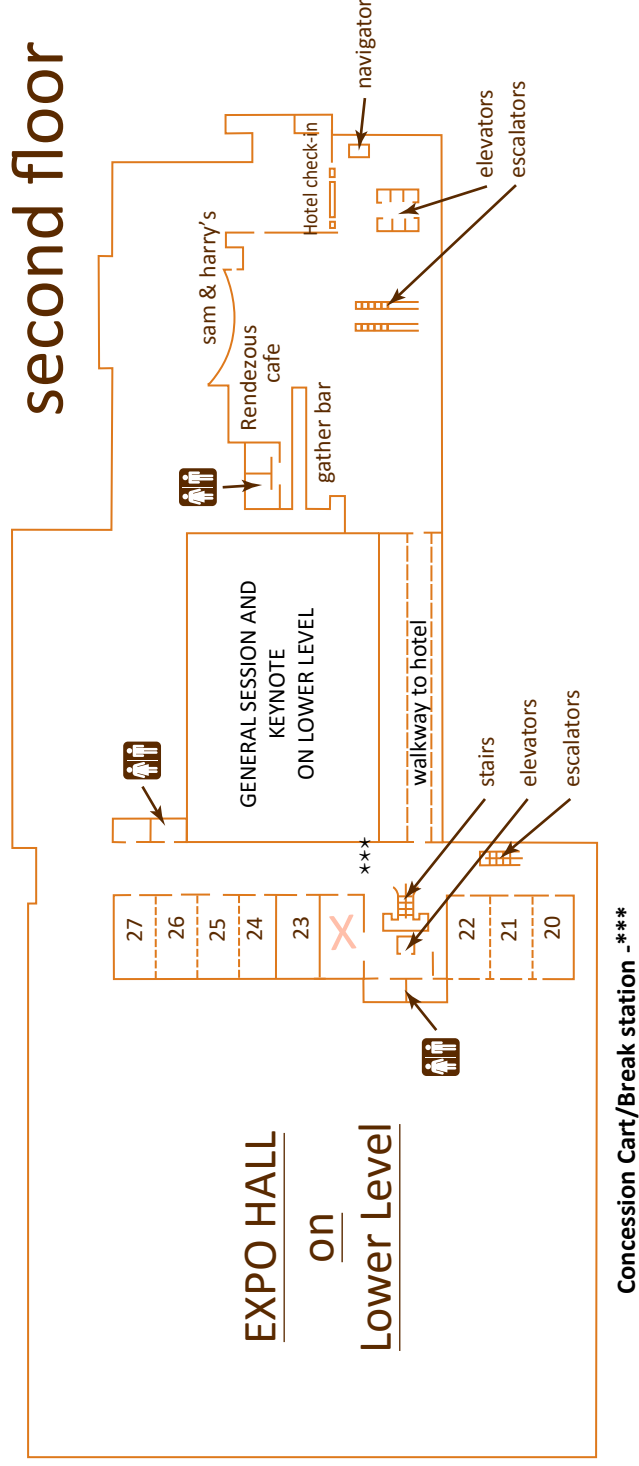 second floor
navigator
elevators
escalators
Hotel check-in
sam & harry's
Rendezous
cafe
gather bar
GENERAL SESSION AND
KEYNOTE
ON LOWER LEVEL
walkway to hotel
***
stairs
elevators
escalators
27
26
25
24
23
X
22
21
20
EXPO HALL
on
Lower Level
Concession Cart/Break station -***